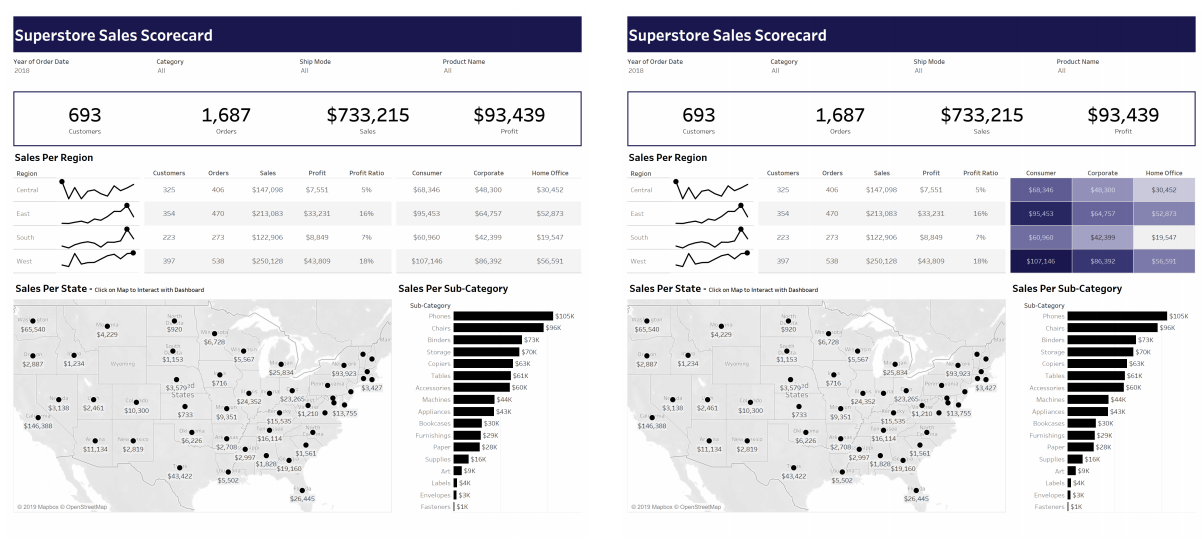 Superstore Sales Scorecard
Year of Order Date Category Ship Mode Product Name
2018 All All All
693 1,687 $733,215 $93,439
Customers Orders Sales Profit
Sales Per Region
Region Customers Orders Sales Profit Profit Ratio Consumer Corporate Home Office
Central 325 406 $147,098 $7,551 5% $68,346 $48,300 $30,452
East 354 470 $213,083 $33,231 16% $95,453 $64,757 $52,873
South 223 273 $122,906 $8,849 7% $60,960 $42,399 $19,547
West 397 538 $250,128 $43,809 18% $107,146 $86,392 $56,591
Sales Per State - Click on Map to Interact with Dashboard
$65,540
$4,229
$920
$6,728
$2,887
$1,234
Wyoming
$1,153
$5,567
$25,834
$93,923
$3,427
$3,579
$716
States
$3,138
$2,461
$10,300
$733
$9,351
$24,352
$23,265
$1,210
$13,755
$146,388
$15,535
$11,134
$2,819
$6,226
$2,708
$16,114
$1,561
$2,997
$1,828
$19,160
$43,422
$5,502
$26,445
© 2019 Mapbox © OpenStreetMap
Sales Per Sub-Category
Sub-Category
Phones $105K
Chairs $96K
Binders $73K
Storage $70K
Copiers $63K
Tables $61K
Accessories $60K
Machines $44K
Appliances $43K
Bookcases $30K
Furnishings $29K
Paper $28K
Supplies $16K
Art $9K
Labels $4K
Envelopes $3K
Fasteners $1K
Superstore Sales Scorecard
Year of Order Date Category Ship Mode Product Name
2018 All All All
693 1,687 $733,215 $93,439
Customers Orders Sales Profit
Sales Per Region
Region Customers Orders Sales Profit Profit Ratio Consumer Corporate Home Office
Central 325 406 $147,098 $7,551 5% $68,346 $48,300 $30,452
East 354 470 $213,083 $33,231 16% $95,453 $64,757 $52,873
South 223 273 $122,906 $8,849 7% $60,960 $42,399 $19,547
West 397 538 $250,128 $43,809 18% $107,146 $86,392 $56,591
Sales Per State - Click on Map to Interact with Dashboard
$65,540
$4,229
$920
$6,728
$2,887
$1,234
Wyoming
$1,153
$5,567
$25,834
$93,923
$3,427
$3,579
$716
States
$3,138
$2,461
$10,300
$733
$9,351
$24,352
$23,265
$1,210
$13,755
$146,388
$15,535
$11,134
$2,819
$6,226
$2,708
$16,114
$1,561
$2,997
$1,828
$19,160
$43,422
$5,502
$26,445
© 2019 Mapbox © OpenStreetMap
Sales Per Sub-Category
Sub-Category
Phones $105K
Chairs $96K
Binders $73K
Storage $70K
Copiers $63K
Tables $61K
Accessories $60K
Machines $44K
Appliances $43K
Bookcases $30K
Furnishings $29K
Paper $28K
Supplies $16K
Art $9K
Labels $4K
Envelopes $3K
Fasteners $1K